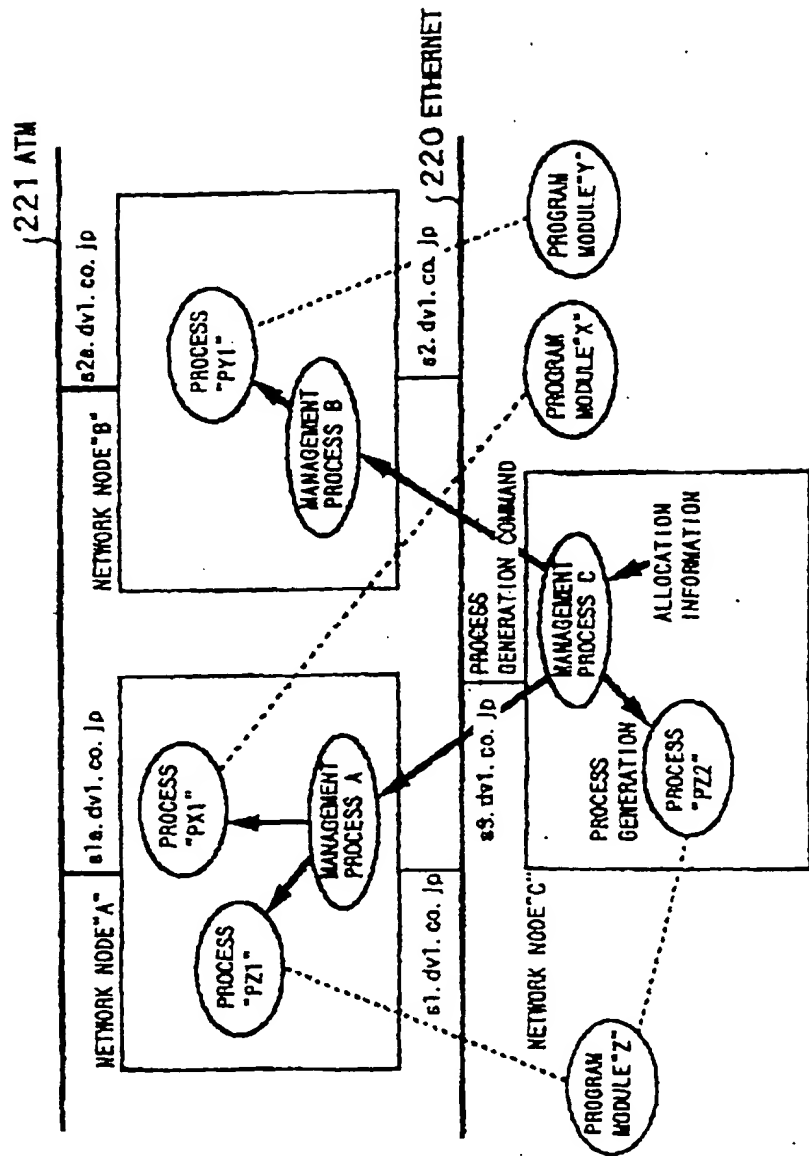 221 ATM
NETWORK NODE"A"
s1a.dv1.co.jp
NETWORK NODE"B"
s2a.dv1.co.jp
PROCESS
"PZ1"
PROCESS
"PX1"
MANAGEMENT
PROCESS A
PROCESS
"PY1"
MANAGEMENT
PROCESS B
s1.dv1.co.jp
s2.dv1.co.jp
220 ETHERNET
NETWORK NODE"C"
s3.dv1.co.jp
PROCESS
GENERATION COMMAND
PROGRAM
MODULE"Z"
PROCESS
GENERATION
PROCESS
"PZ2"
MANAGEMENT
PROCESS C
ALLOCATION
INFORMATION
PROGRAM
MODULE"X"
PROGRAM
MODULE"Y"